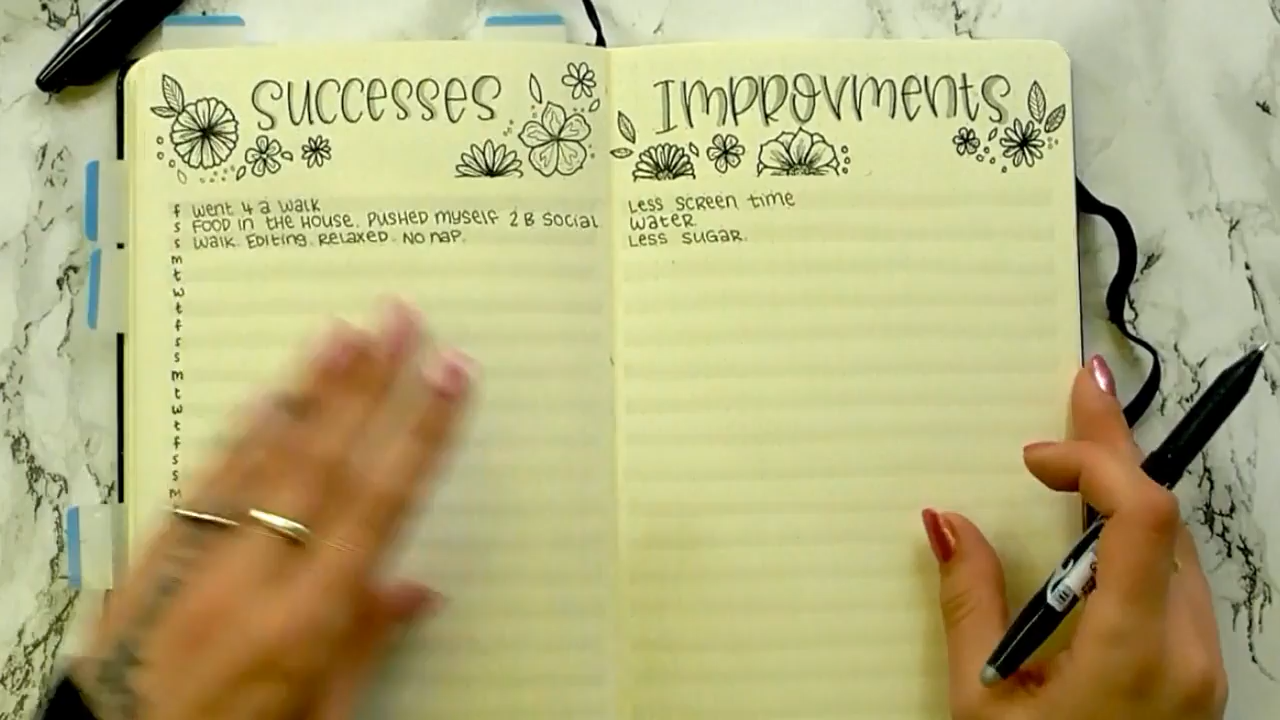 SUCCESSES
IMPROVMENTS
f went 4 a walk
s FOOD in the House. Pushed myself 2 B social
s walk. Editing. Relaxed. No nap.
m
t
w
t
f
s
s
m
t
w
t
f
s
s
m
Less screen time
water
Less sugar.